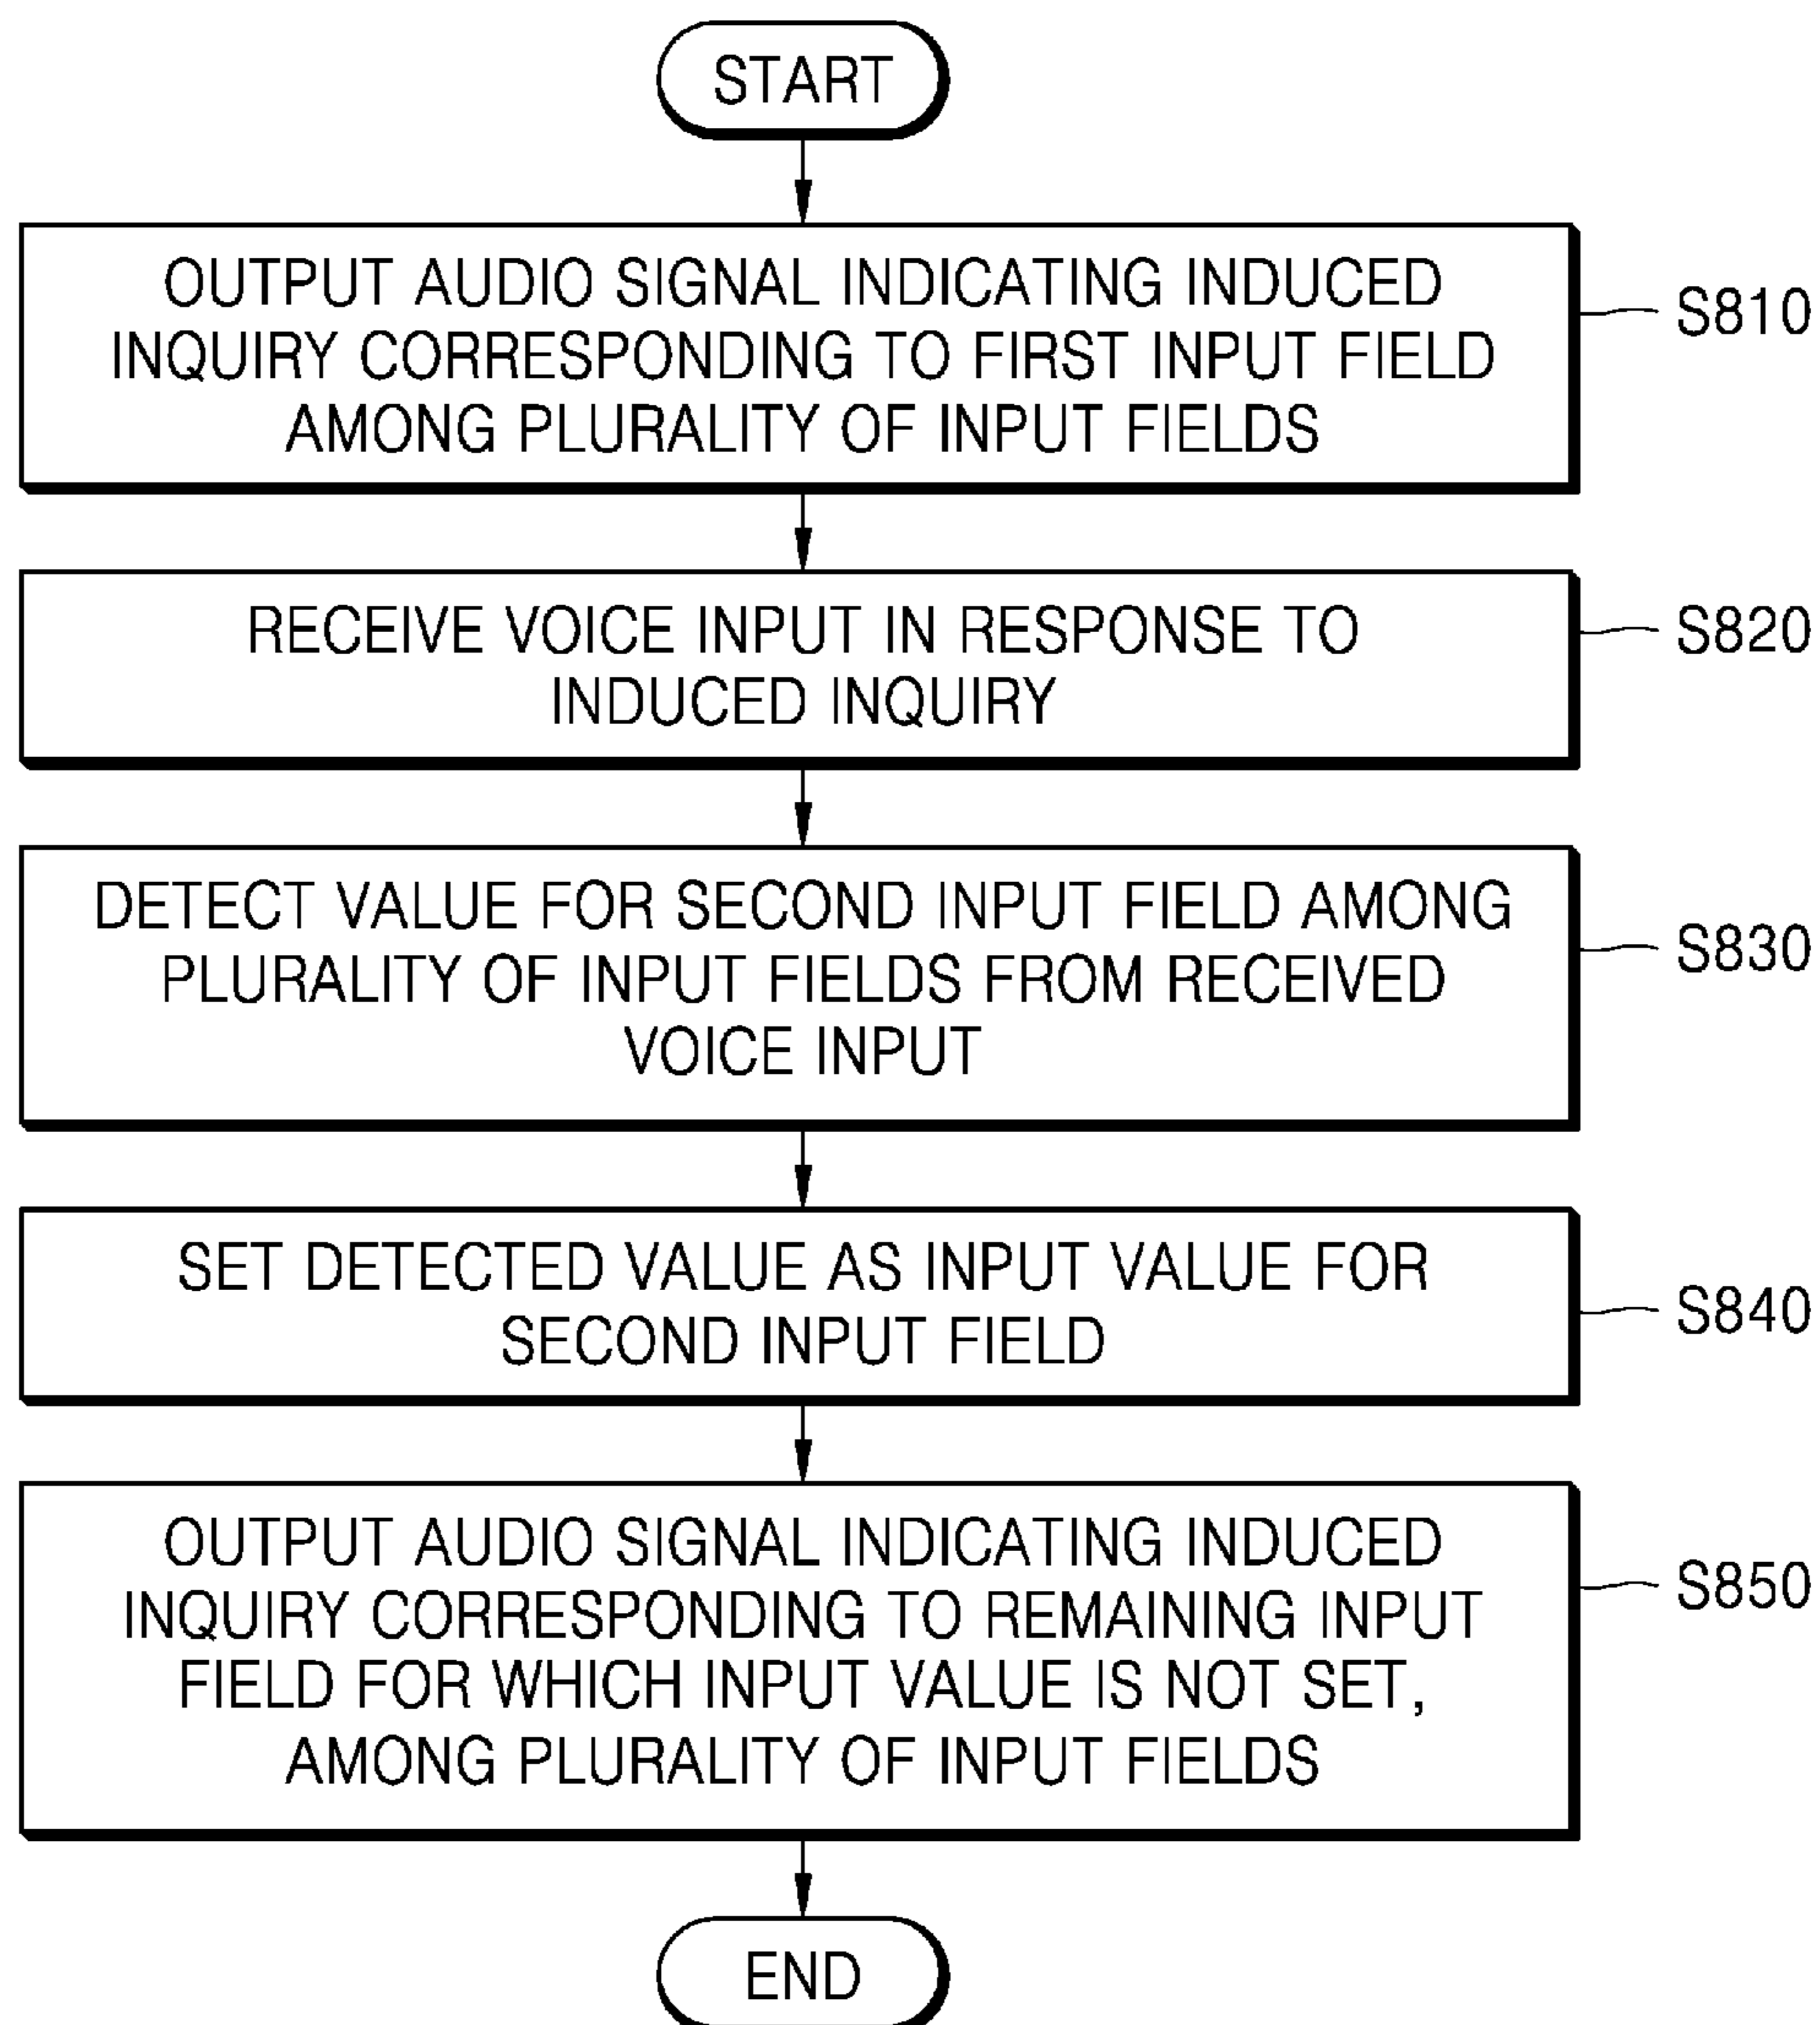 START
OUTPUT AUDIO SIGNAL INDICATING INDUCED
INQUIRY CORRESPONDING TO FIRST INPUT FIELD
AMONG PLURALITY OF INPUT FIELDS
S810
RECEIVE VOICE INPUT IN RESPONSE TO
INDUCED INQUIRY
S820
DETECT VALUE FOR SECOND INPUT FIELD AMONG
PLURALITY OF INPUT FIELDS FROM RECEIVED
VOICE INPUT
S830
SET DETECTED VALUE AS INPUT VALUE FOR
SECOND INPUT FIELD
S840
OUTPUT AUDIO SIGNAL INDICATING INDUCED
INQUIRY CORRESPONDING TO REMAINING INPUT
FIELD FOR WHICH INPUT VALUE IS NOT SET,
AMONG PLURALITY OF INPUT FIELDS
S850
END